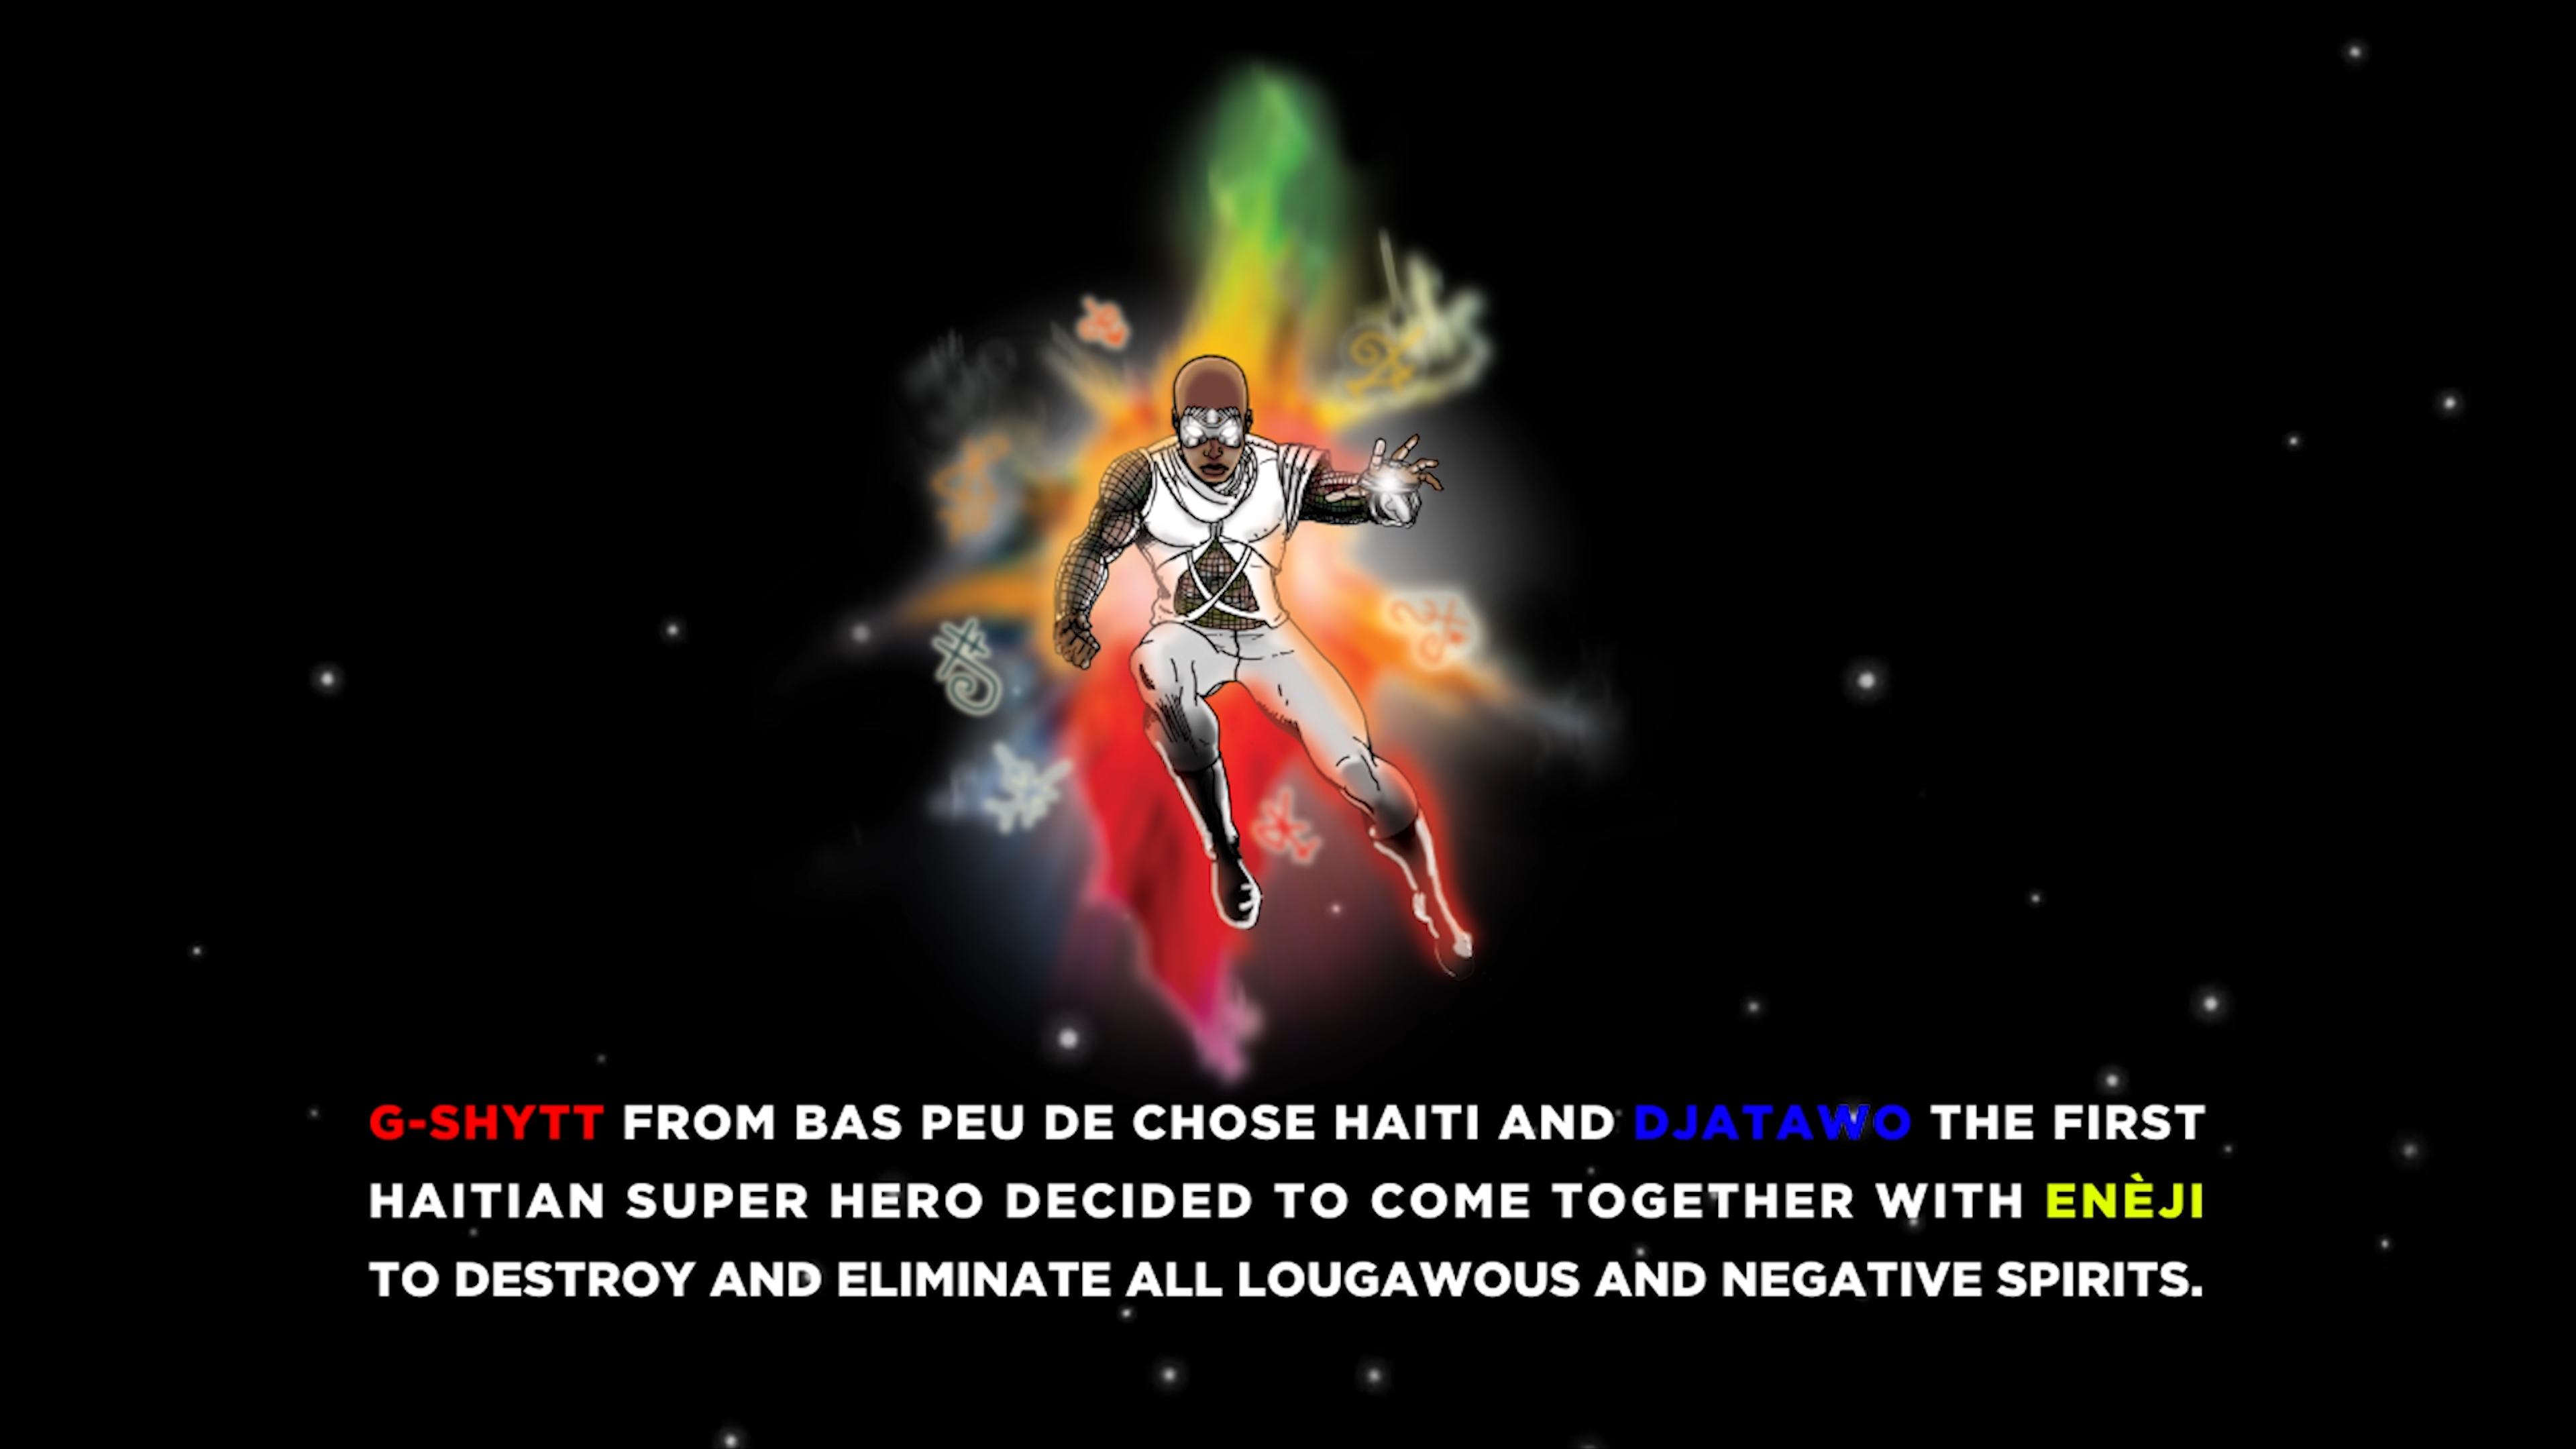 G-SHYTT FROM BAS PEU DE CHOSE HAITI AND DJATAWO THE FIRST
HAITIAN SUPER HERO DECIDED TO COME TOGETHER WITH ENÈJI
TO DESTROY AND ELIMINATE ALL LOUGAWOUS AND NEGATIVE SPIRITS.